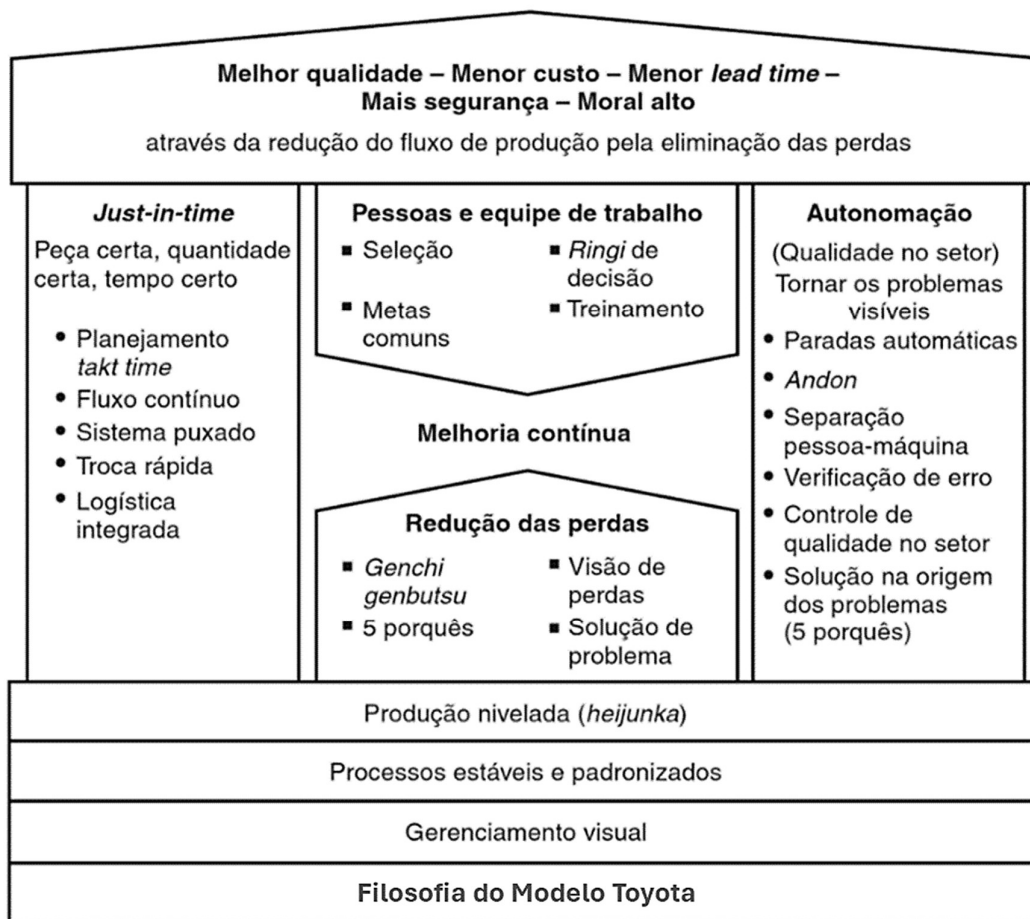 Melhor qualidade – Menor custo – Menor lead time –
Mais segurança – Moral alto
através da redução do fluxo de produção pela eliminação das perdas
Just-in-time
Peça certa, quantidade
certa, tempo certo
• Planejamento
takt time
• Fluxo contínuo
• Sistema puxado
• Troca rápida
• Logística
integrada
Pessoas e equipe de trabalho
▪ Seleção
▪ Metas
comuns
▪ Ringi de
decisão
▪ Treinamento
Melhoria contínua
Redução das perdas
▪ Genchi
genbutsu
▪ 5 porquês
▪ Visão de
perdas
▪ Solução de
problema
Autonomação
(Qualidade no setor)
Tornar os problemas
visíveis
• Paradas automáticas
• Andon
• Separação
pessoa-máquina
• Verificação de erro
• Controle de
qualidade no setor
• Solução na origem
dos problemas
(5 porquês)
Produção nivelada (heijunka)
Processos estáveis e padronizados
Gerenciamento visual
Filosofia do Modelo Toyota